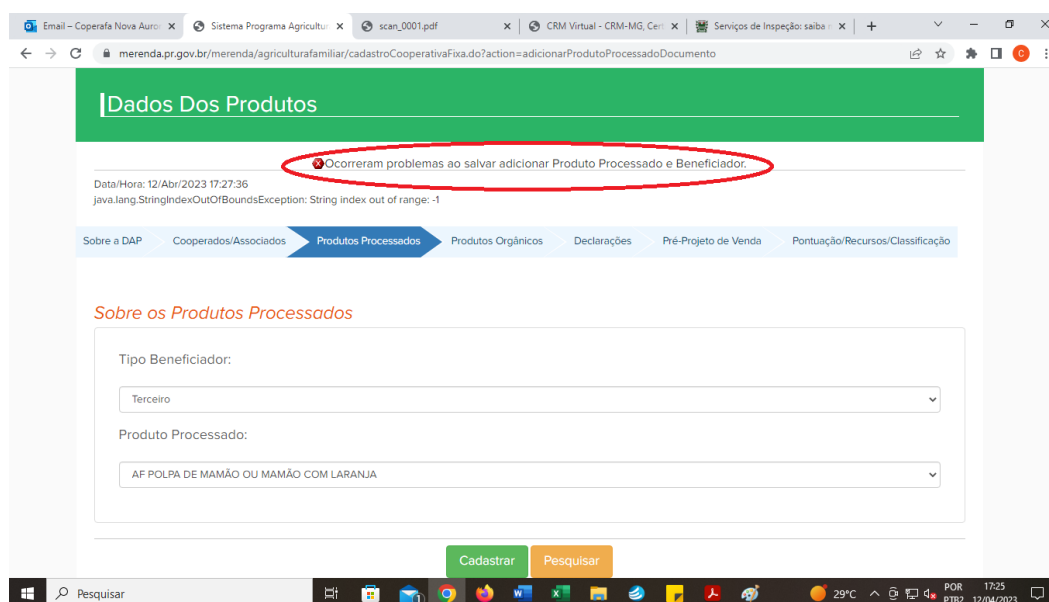 Email – Coperafa Nova Auror
Sistema Programa Agricultur
scan_0001.pdf
CRM Virtual - CRM-MG, Cert
Serviços de Inspeção: saiba
merenda.pr.gov.br/merenda/agriculturafamiliar/cadastroCooperativaFixa.do?action=adicionarProdutoProcessadoDocumento
C
Dados Dos Produtos
Ocorreram problemas ao salvar adicionar Produto Processado e Beneficiador.
Data/Hora: 12/Abr/2023 17:27:36
java.lang.StringIndexOutOfBoundsException: String index out of range: -1
Sobre a DAP Cooperados/Associados Produtos Processados Produtos Orgânicos Declarações Pré-Projeto de Venda Pontuação/Recursos/Classificação
Sobre os Produtos Processados
Tipo Beneficiador:
Terceiro
Produto Processado:
AF POLPA DE MAMÃO OU MAMÃO COM LARANJA
Cadastrar Pesquisar
Pesquisar
29°C
POR
PTB2
17:25
12/04/2023